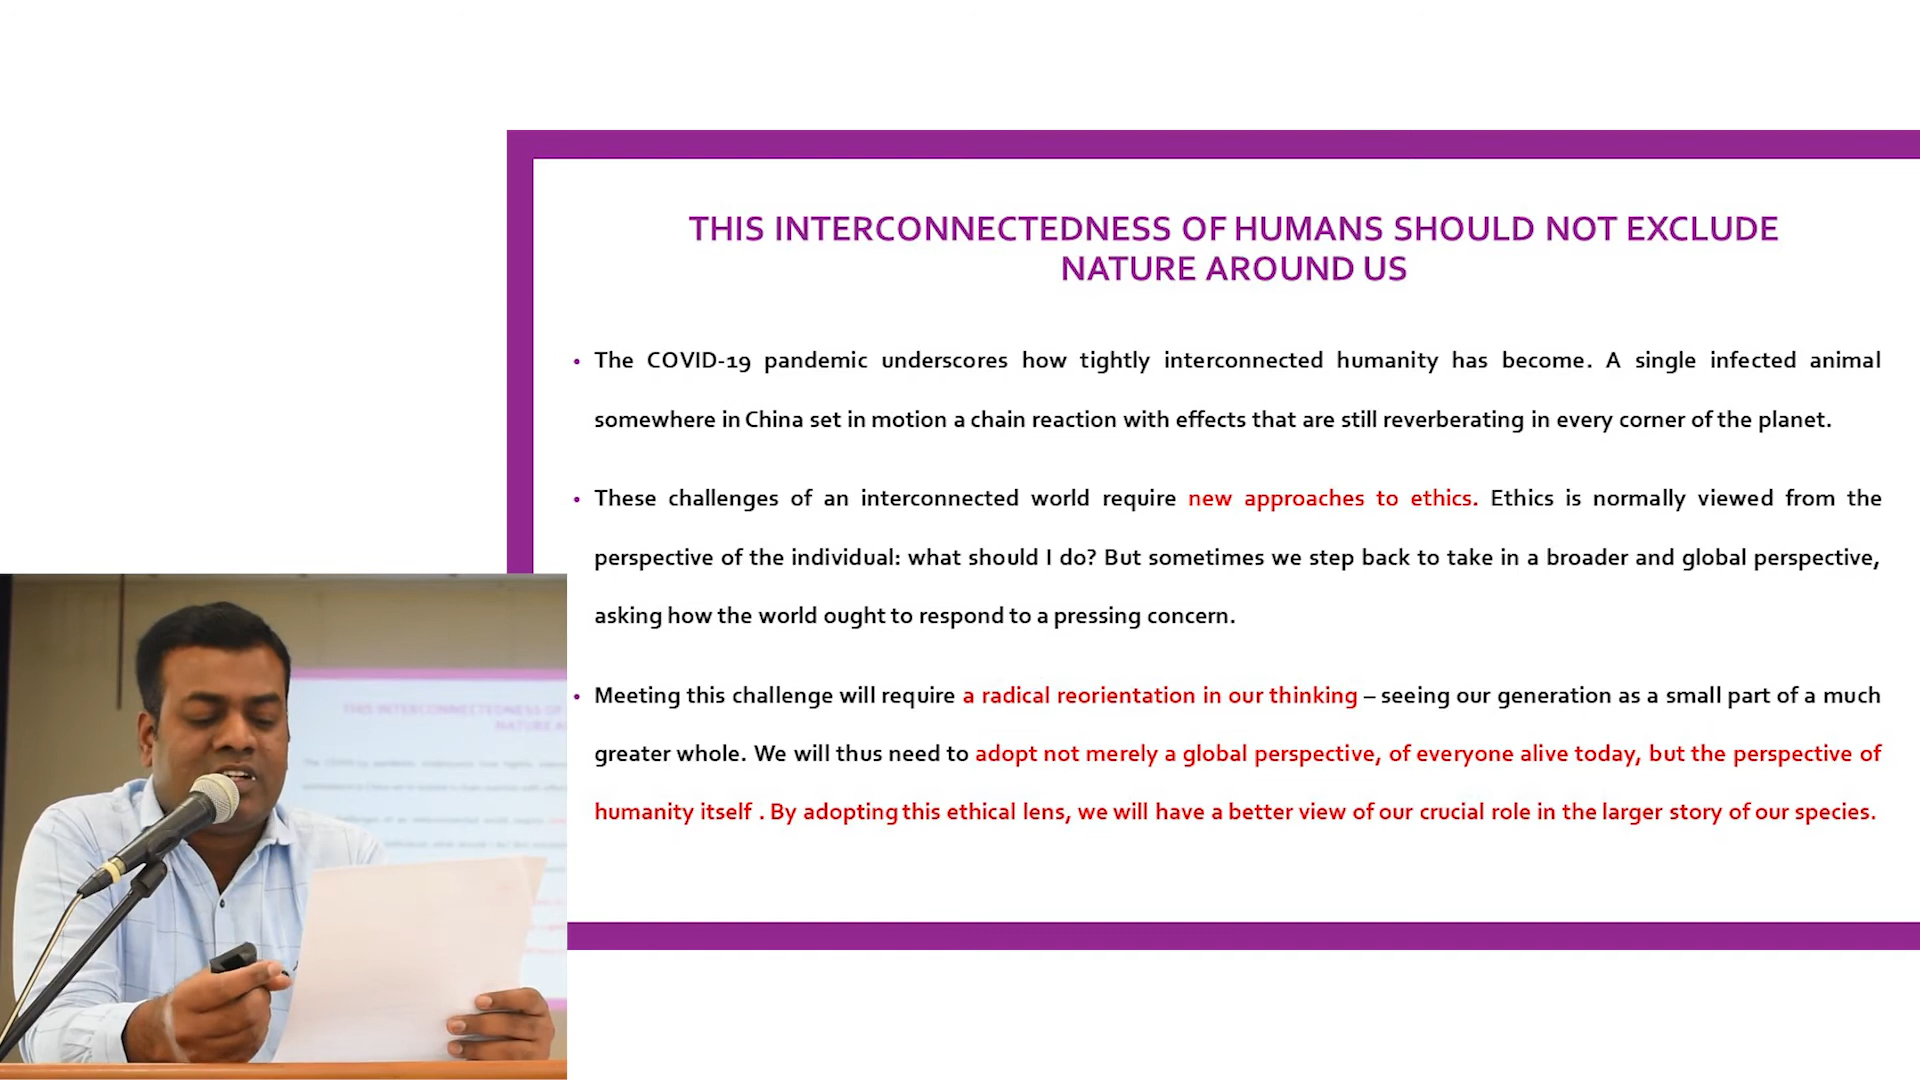 THIS INTERCONNECTEDNESS OF HUMANS SHOULD NOT EXCLUDE
NATURE AROUND US
• The COVID-19 pandemic underscores how tightly interconnected humanity has become. A single infected animal
somewhere in China set in motion a chain reaction with effects that are still reverberating in every corner of the planet.
• These challenges of an interconnected world require new approaches to ethics. Ethics is normally viewed from the
perspective of the individual: what should I do? But sometimes we step back to take in a broader and global perspective,
asking how the world ought to respond to a pressing concern.
• Meeting this challenge will require a radical reorientation in our thinking – seeing our generation as a small part of a much
greater whole. We will thus need to adopt not merely a global perspective, of everyone alive today, but the perspective of
humanity itself . By adopting this ethical lens, we will have a better view of our crucial role in the larger story of our species.
THIS INTERCONNECTEDNESS OF
NATURE